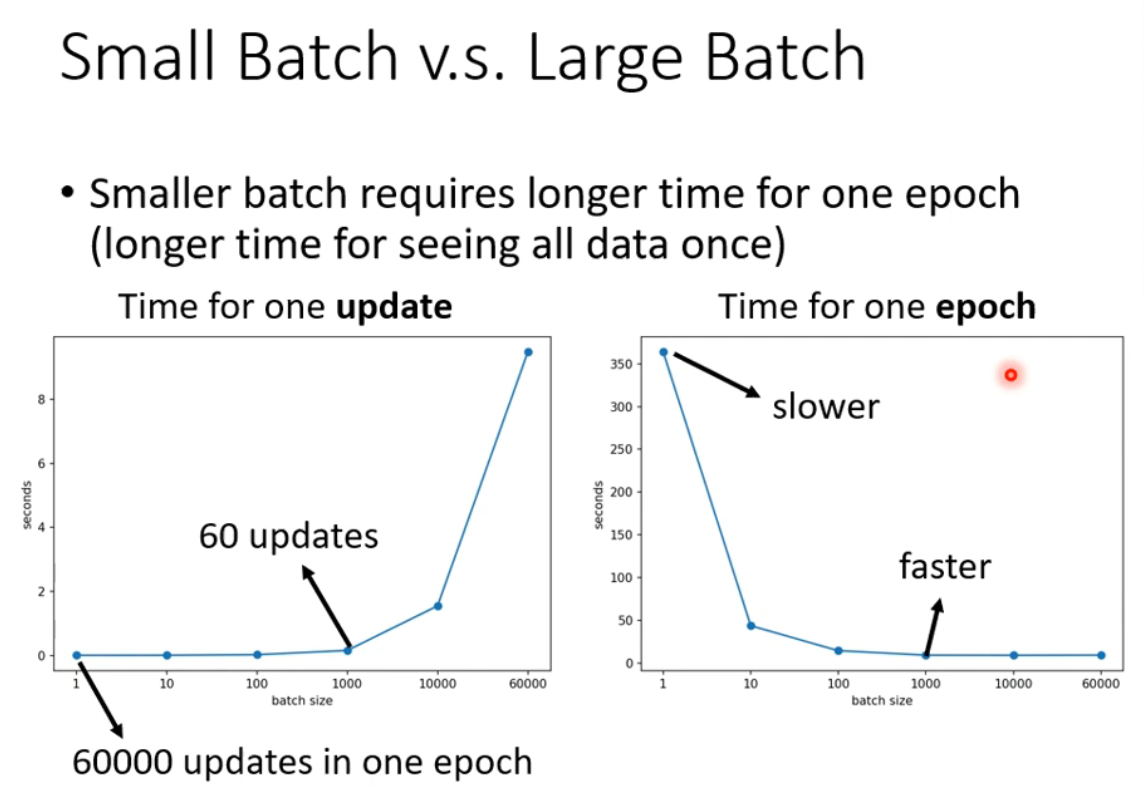 Small Batch v.s. Large Batch
• Smaller batch requires longer time for one epoch
(longer time for seeing all data once)
Time for one update
8
6
4
2
0
seconds
1
10
100
1000
10000
60000
batch size
60 updates
60000 updates in one epoch
Time for one epoch
350
300
250
200
150
100
50
0
seconds
1
10
100
1000
10000
60000
batch size
slower
faster